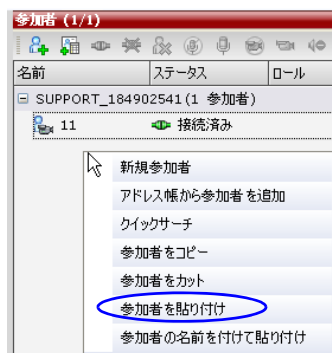 参加者 (1/1)
名前 ステータス ロール
SUPPORT_184902541(1 参加者)
11 接続済み
新規参加者
アドレス帳から参加者を追加
クイックサーチ
参加者をコピー
参加者をカット
参加者を貼り付け
参加者の名前を付けて貼り付け